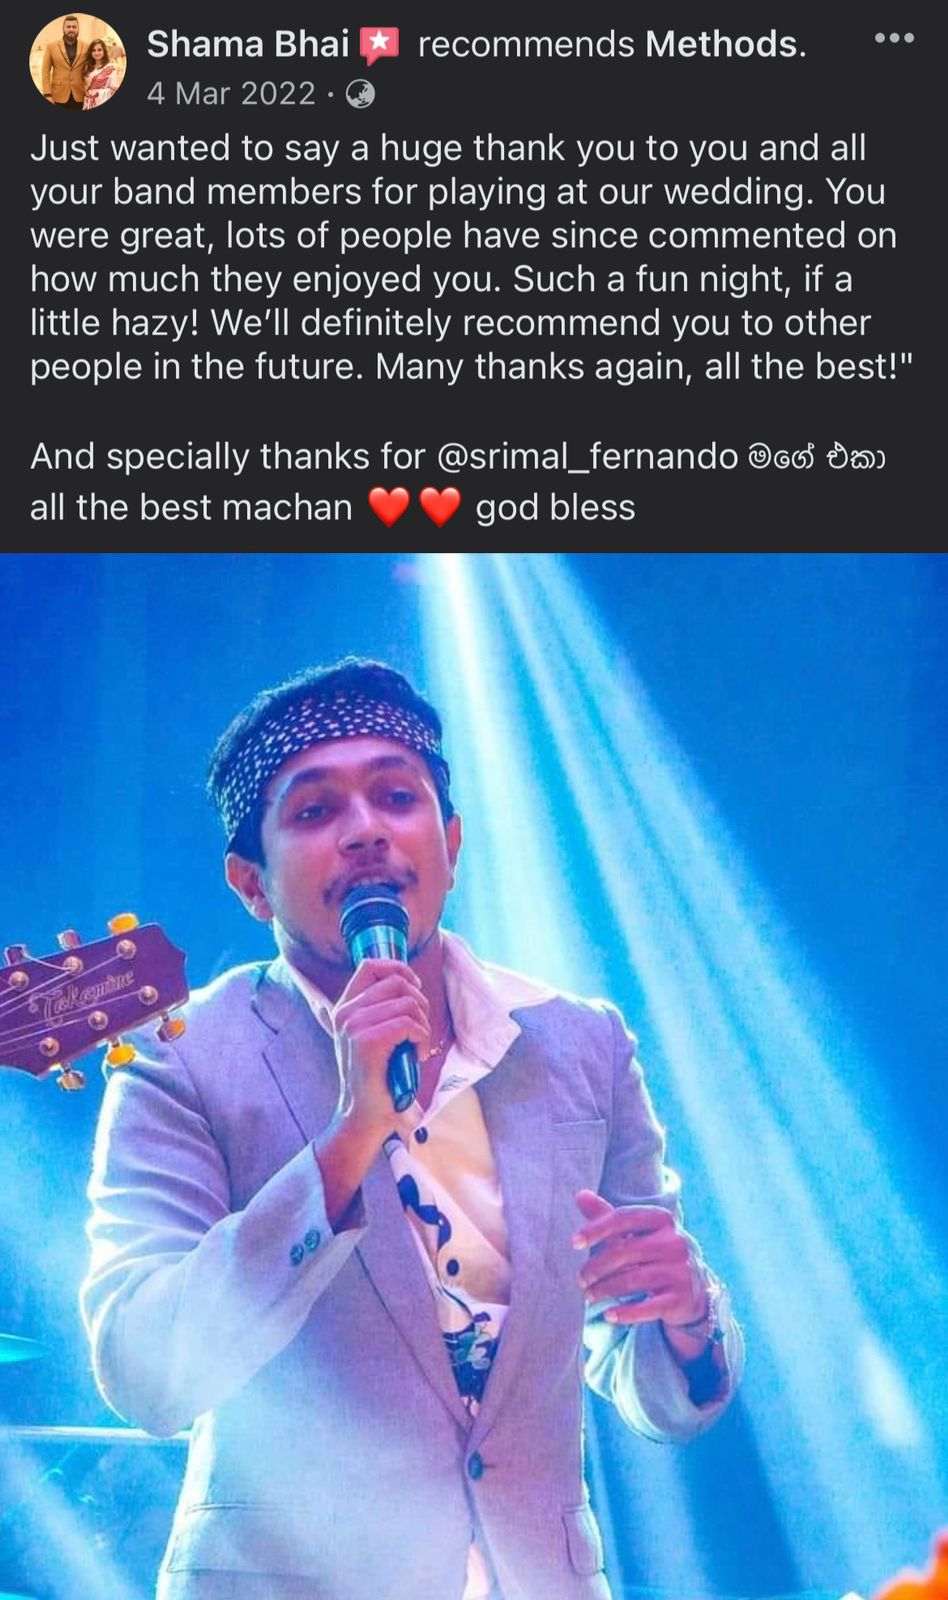 Shama Bhai recommends Methods.
4 Mar 2022 ·
Just wanted to say a huge thank you to you and all
your band members for playing at our wedding. You
were great, lots of people have since commented on
how much they enjoyed you. Such a fun night, if a
little hazy! We’ll definitely recommend you to other
people in the future. Many thanks again, all the best!"
And specially thanks for @srimal_fernando මගේ එකා
all the best machan ❤️❤️ god bless
Takamine